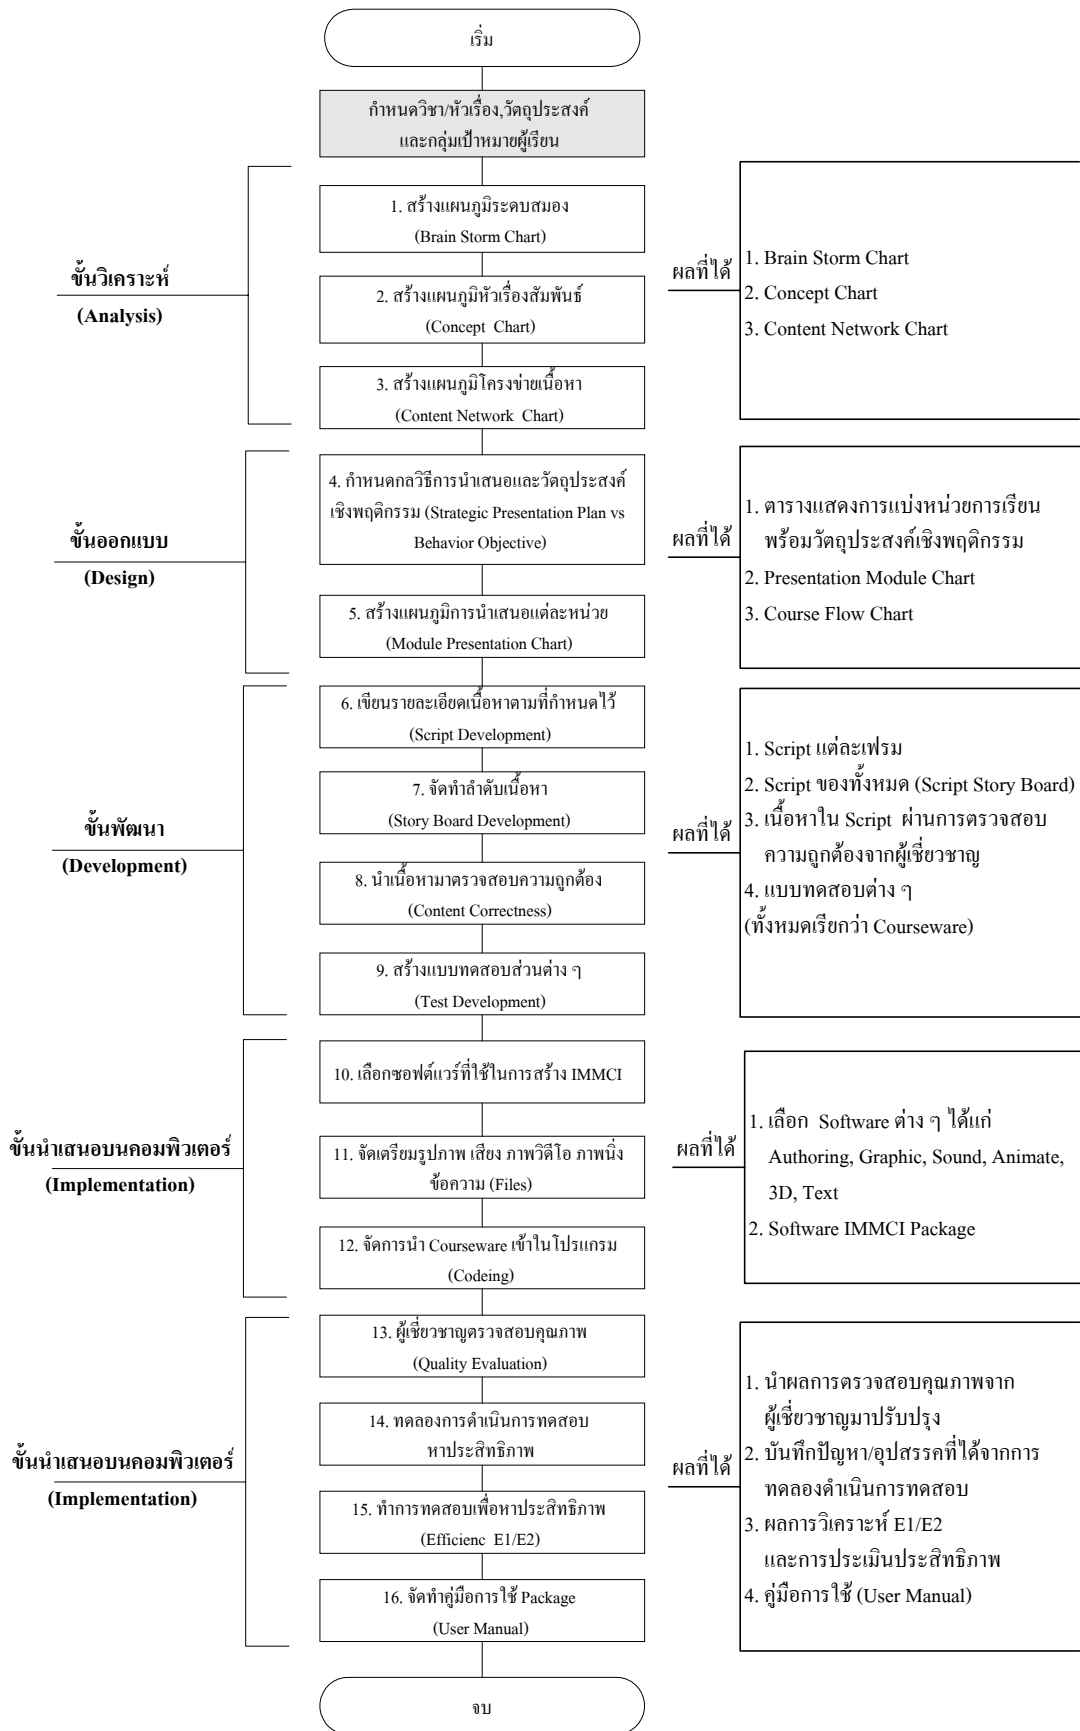 เริ่ม
กำหนดวิชา/หัวเรื่อง,วัตถุประสงค์
และกลุ่มเป้าหมายผู้เรียน
ขั้นวิเคราะห์
(Analysis)
1. สร้างแผนภูมิระดบสมอง
(Brain Storm Chart)
2. สร้างแผนภูมิหัวเรื่องสัมพันธ์
(Concept Chart)
3. สร้างแผนภูมิโครงข่ายเนื้อหา
(Content Network Chart)
ผลที่ได้
1. Brain Storm Chart
2. Concept Chart
3. Content Network Chart
ขั้นออกแบบ
(Design)
4. กำหนดกลวิธีการนำเสนอและวัตถุประสงค์
เชิงพฤติกรรม (Strategic Presentation Plan vs
Behavior Objective)
5. สร้างแผนภูมิการนำเสนอแต่ละหน่วย
(Module Presentation Chart)
ผลที่ได้
1. ตารางแสดงการแบ่งหน่วยการเรียน
พร้อมวัตถุประสงค์เชิงพฤติกรรม
2. Presentation Module Chart
3. Course Flow Chart
ขั้นพัฒนา
(Development)
6. เขียนรายละเอียดเนื้อหาตามที่กำหนดไว้
(Script Development)
7. จัดทำลำดับเนื้อหา
(Story Board Development)
8. นำเนื้อหามาตรวจสอบความถูกต้อง
(Content Correctness)
9. สร้างแบบทดสอบส่วนต่าง ๆ
(Test Development)
ผลที่ได้
1. Script แต่ละเฟรม
2. Script ของทั้งหมด (Script Story Board)
3. เนื้อหาใน Script ผ่านการตรวจสอบ
ความถูกต้องจากผู้เชี่ยวชาญ
4. แบบทดสอบต่าง ๆ
(ทั้งหมดเรียกว่า Courseware)
ขั้นนำเสนอบนคอมพิวเตอร์
(Implementation)
10. เลือกซอฟต์แวร์ที่ใช้ในการสร้าง IMMCI
11. จัดเตรียมรูปภาพ เสียง ภาพวิดีโอ ภาพนิ่ง
ข้อความ (Files)
12. จัดการนำ Courseware เข้าในโปรแกรม
(Codeing)
ผลที่ได้
1. เลือก Software ต่าง ๆ ได้แก่
Authoring, Graphic, Sound, Animate,
3D, Text
2. Software IMMCI Package
ขั้นนำเสนอบนคอมพิวเตอร์
(Implementation)
13. ผู้เชี่ยวชาญตรวจสอบคุณภาพ
(Quality Evaluation)
14. ทดลองการดำเนินการทดสอบ
หาประสิทธิภาพ
15. ทำการทดสอบเพื่อหาประสิทธิภาพ
(Efficienc E1/E2)
16. จัดทำคู่มือการใช้ Package
(User Manual)
ผลที่ได้
1. นำผลการตรวจสอบคุณภาพจาก
ผู้เชี่ยวชาญมาปรับปรุง
2. บันทึกปัญหา/อุปสรรคที่ได้จากการ
ทดลองดำเนินการทดสอบ
3. ผลการวิเคราะห์ E1/E2
และการประเมินประสิทธิภาพ
4. คู่มือการใช้ (User Manual)
จบ